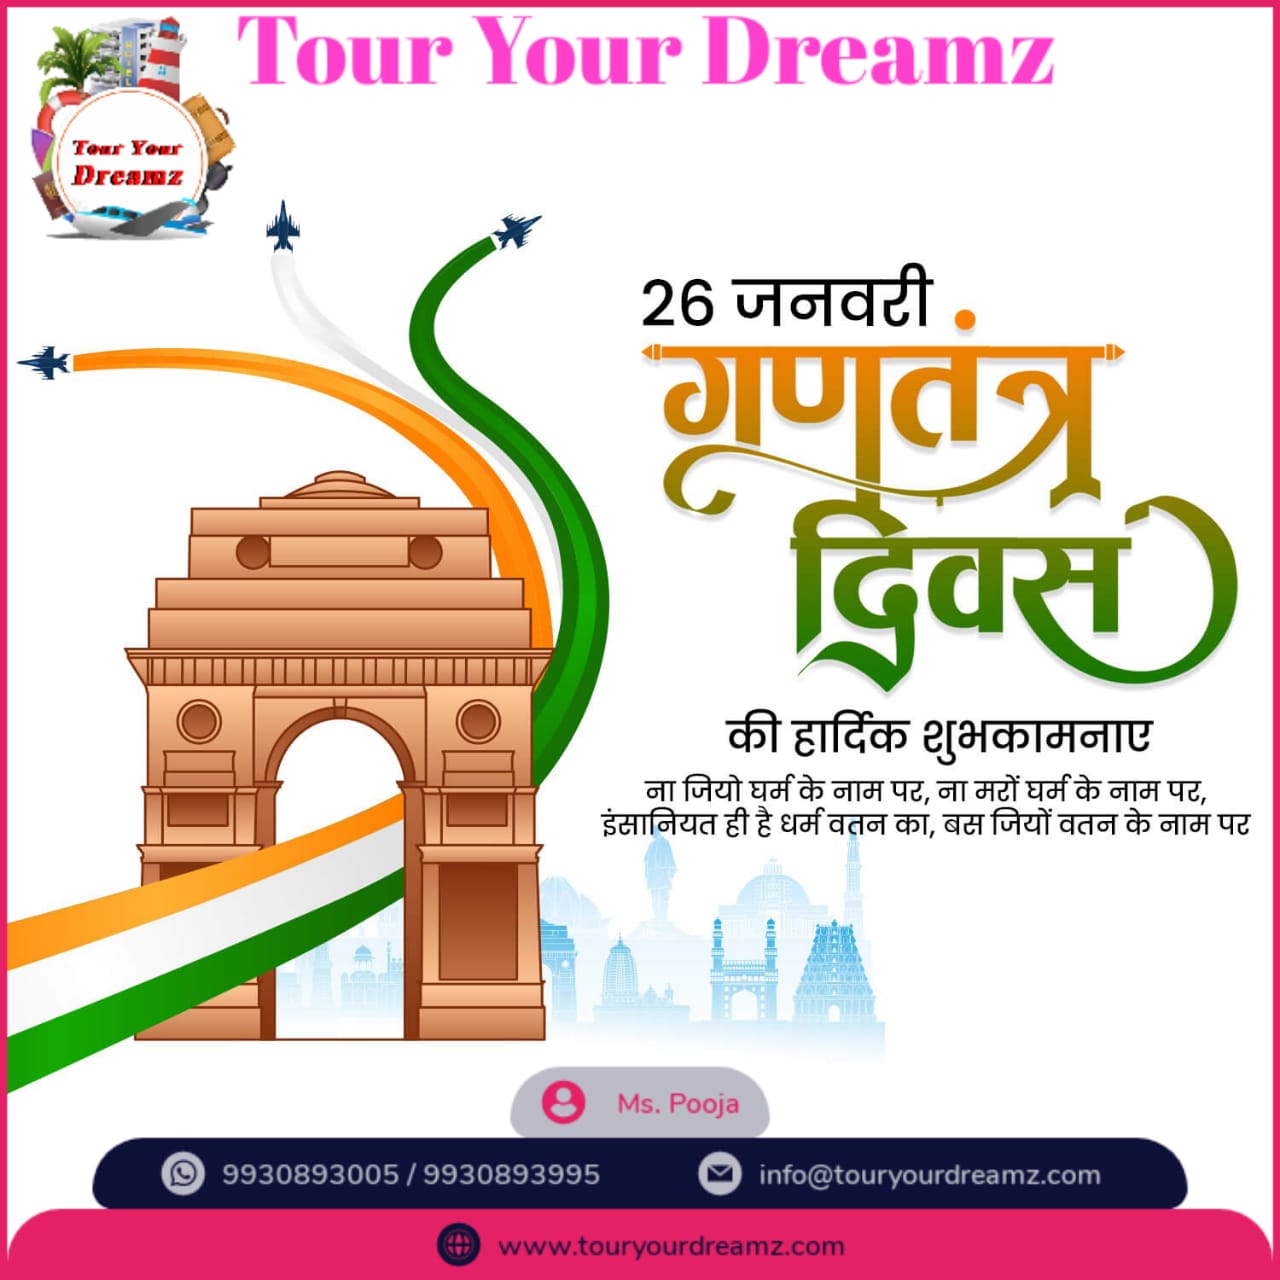 Tour Your Dreamz
Tour Your
Dreamz
26 जनवरी
गणतंत्र
दिवस
की हार्दिक शुभकामनाए
ना जियो घर्म के नाम पर, ना मरों घर्म के नाम पर,
इंसानियत ही है धर्म वतन का, बस जियों वतन के नाम पर
Ms. Pooja
9930893005 / 9930893995
info@touryourdreamz.com
www.touryourdreamz.com